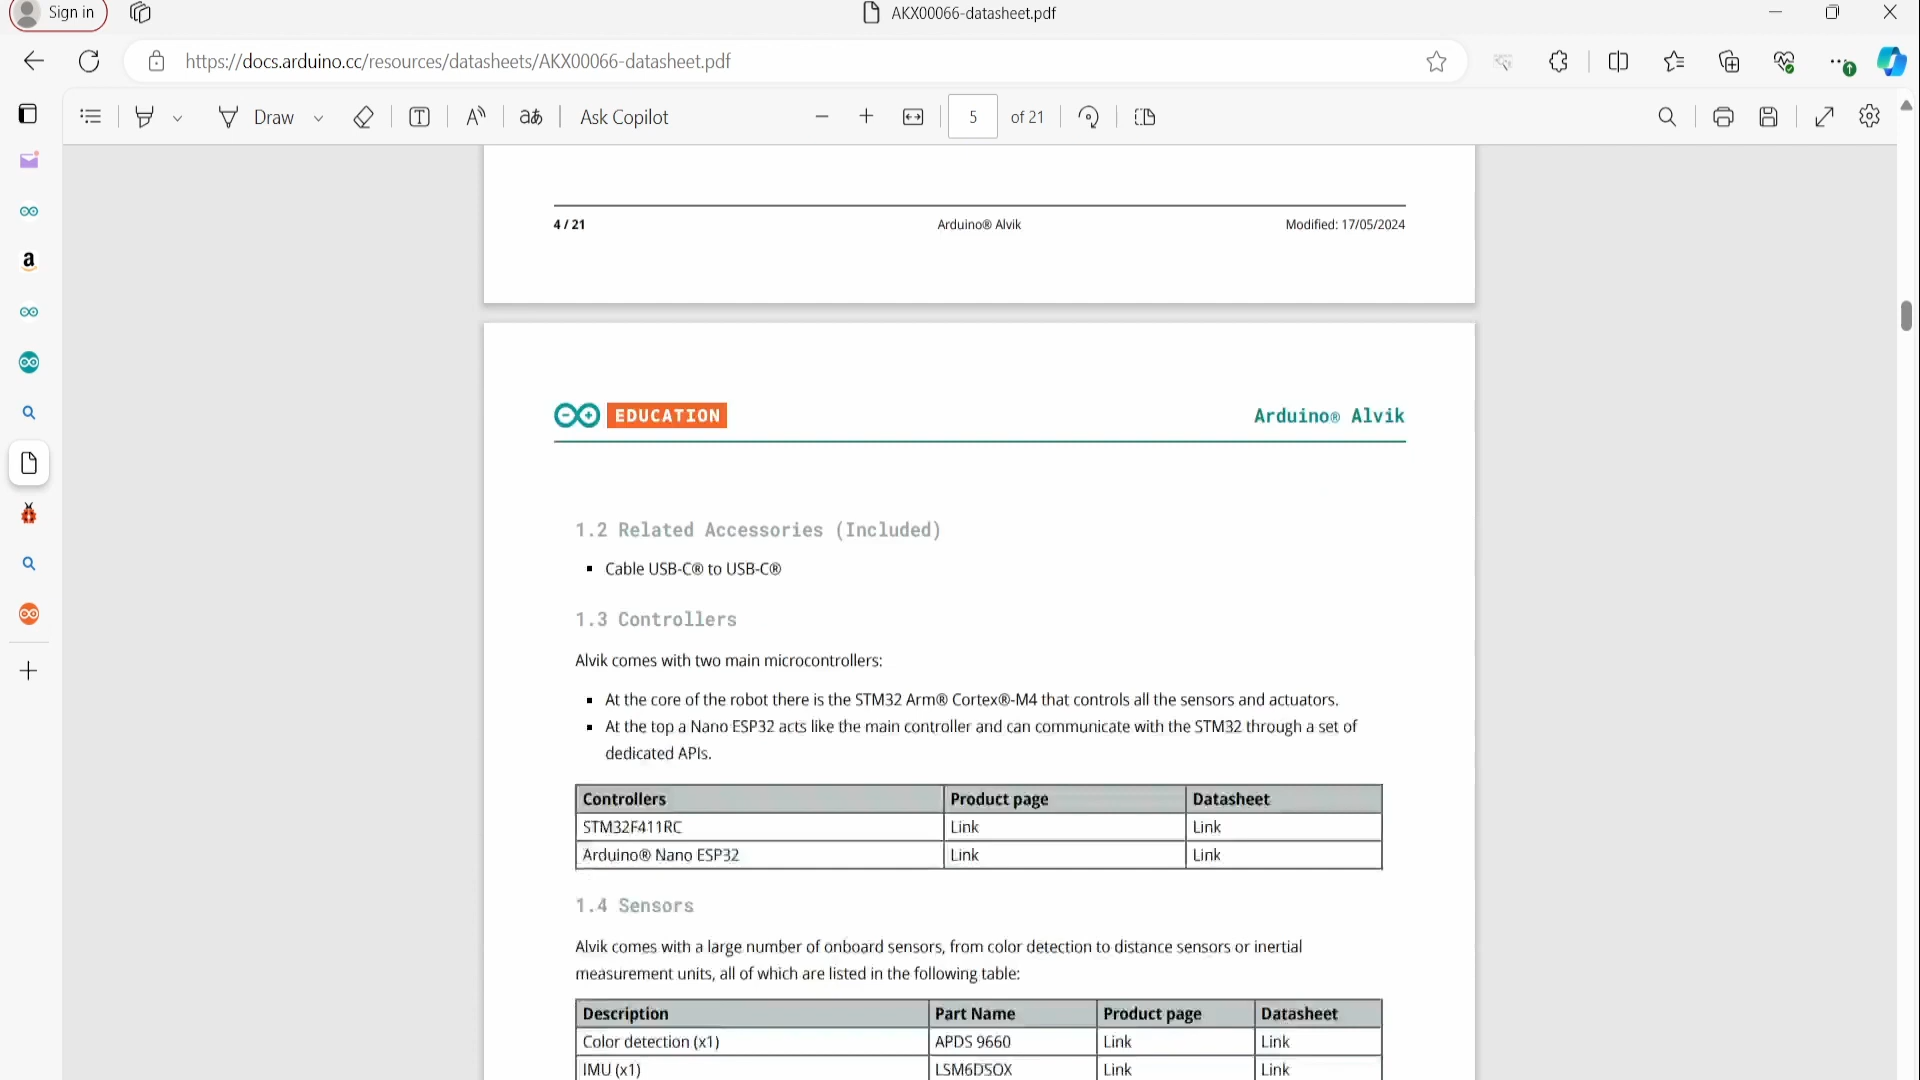 Sign in
AKX00066-datasheet.pdf
https://docs.arduino.cc/resources/datasheets/AKX00066-datasheet.pdf
Draw
Ask Copilot
5
of 21
4 / 21
Arduino® Alvik
Modified: 17/05/2024
EDUCATION
Arduino® Alvik
1.2 Related Accessories (Included)
▪ Cable USB-C® to USB-C®
1.3 Controllers
Alvik comes with two main microcontrollers:
▪ At the core of the robot there is the STM32 Arm® Cortex®-M4 that controls all the sensors and actuators.
▪ At the top a Nano ESP32 acts like the main controller and can communicate with the STM32 through a set of
dedicated APIs.
Controllers Product page Datasheet
STM32F411RC Link Link
Arduino® Nano ESP32 Link Link
1.4 Sensors
Alvik comes with a large number of onboard sensors, from color detection to distance sensors or inertial
measurement units, all of which are listed in the following table:
Description Part Name Product page Datasheet
Color detection (x1) APDS 9660 Link Link
IMU (x1) LSM6DSOX Link Link